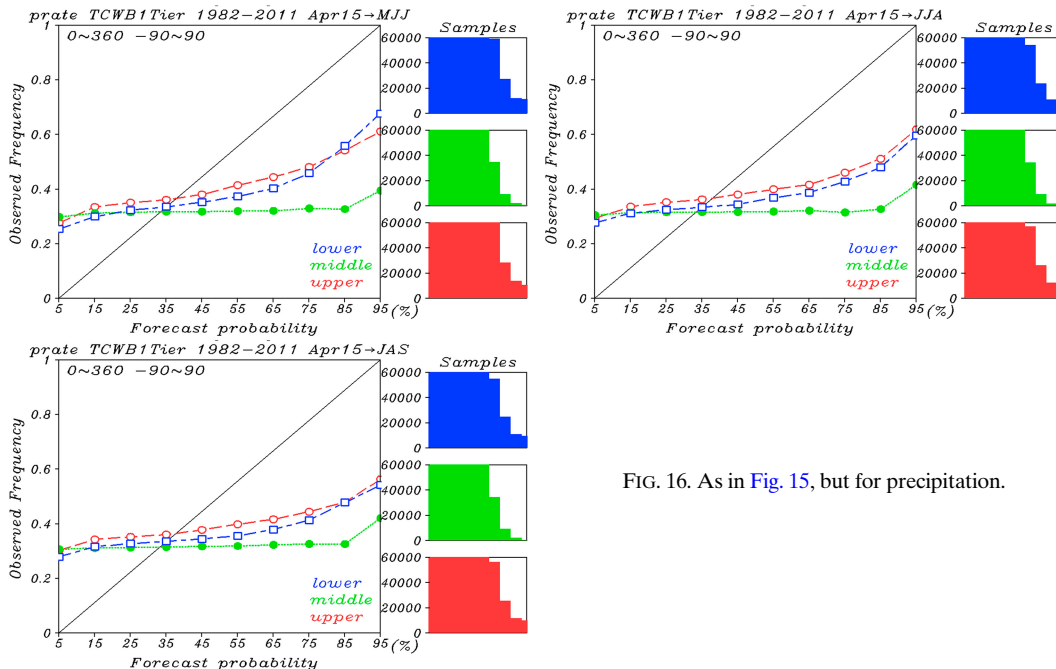 prate TCWB1Tier 1982-2011 Apr15→MJJ
0~360 -90~90
Observed Frequency
1
0.8
0.6
0.4
0.2
0
lower
middle
upper
5 15 25 35 45 55 65 75 85 95 (%)
Forecast probability
Samples
60000
40000
20000
0
60000
40000
20000
0
60000
40000
20000
0
prate TCWB1Tier 1982-2011 Apr15→JJA
0~360 -90~90
Observed Frequency
1
0.8
0.6
0.4
0.2
0
lower
middle
upper
5 15 25 35 45 55 65 75 85 95 (%)
Forecast probability
Samples
60000
40000
20000
0
60000
40000
20000
0
60000
40000
20000
0
prate TCWB1Tier 1982-2011 Apr15→JAS
0~360 -90~90
Observed Frequency
1
0.8
0.6
0.4
0.2
0
lower
middle
upper
5 15 25 35 45 55 65 75 85 95 (%)
Forecast probability
Samples
60000
40000
20000
0
60000
40000
20000
0
60000
40000
20000
0
FIG. 16. As in Fig. 15, but for precipitation.